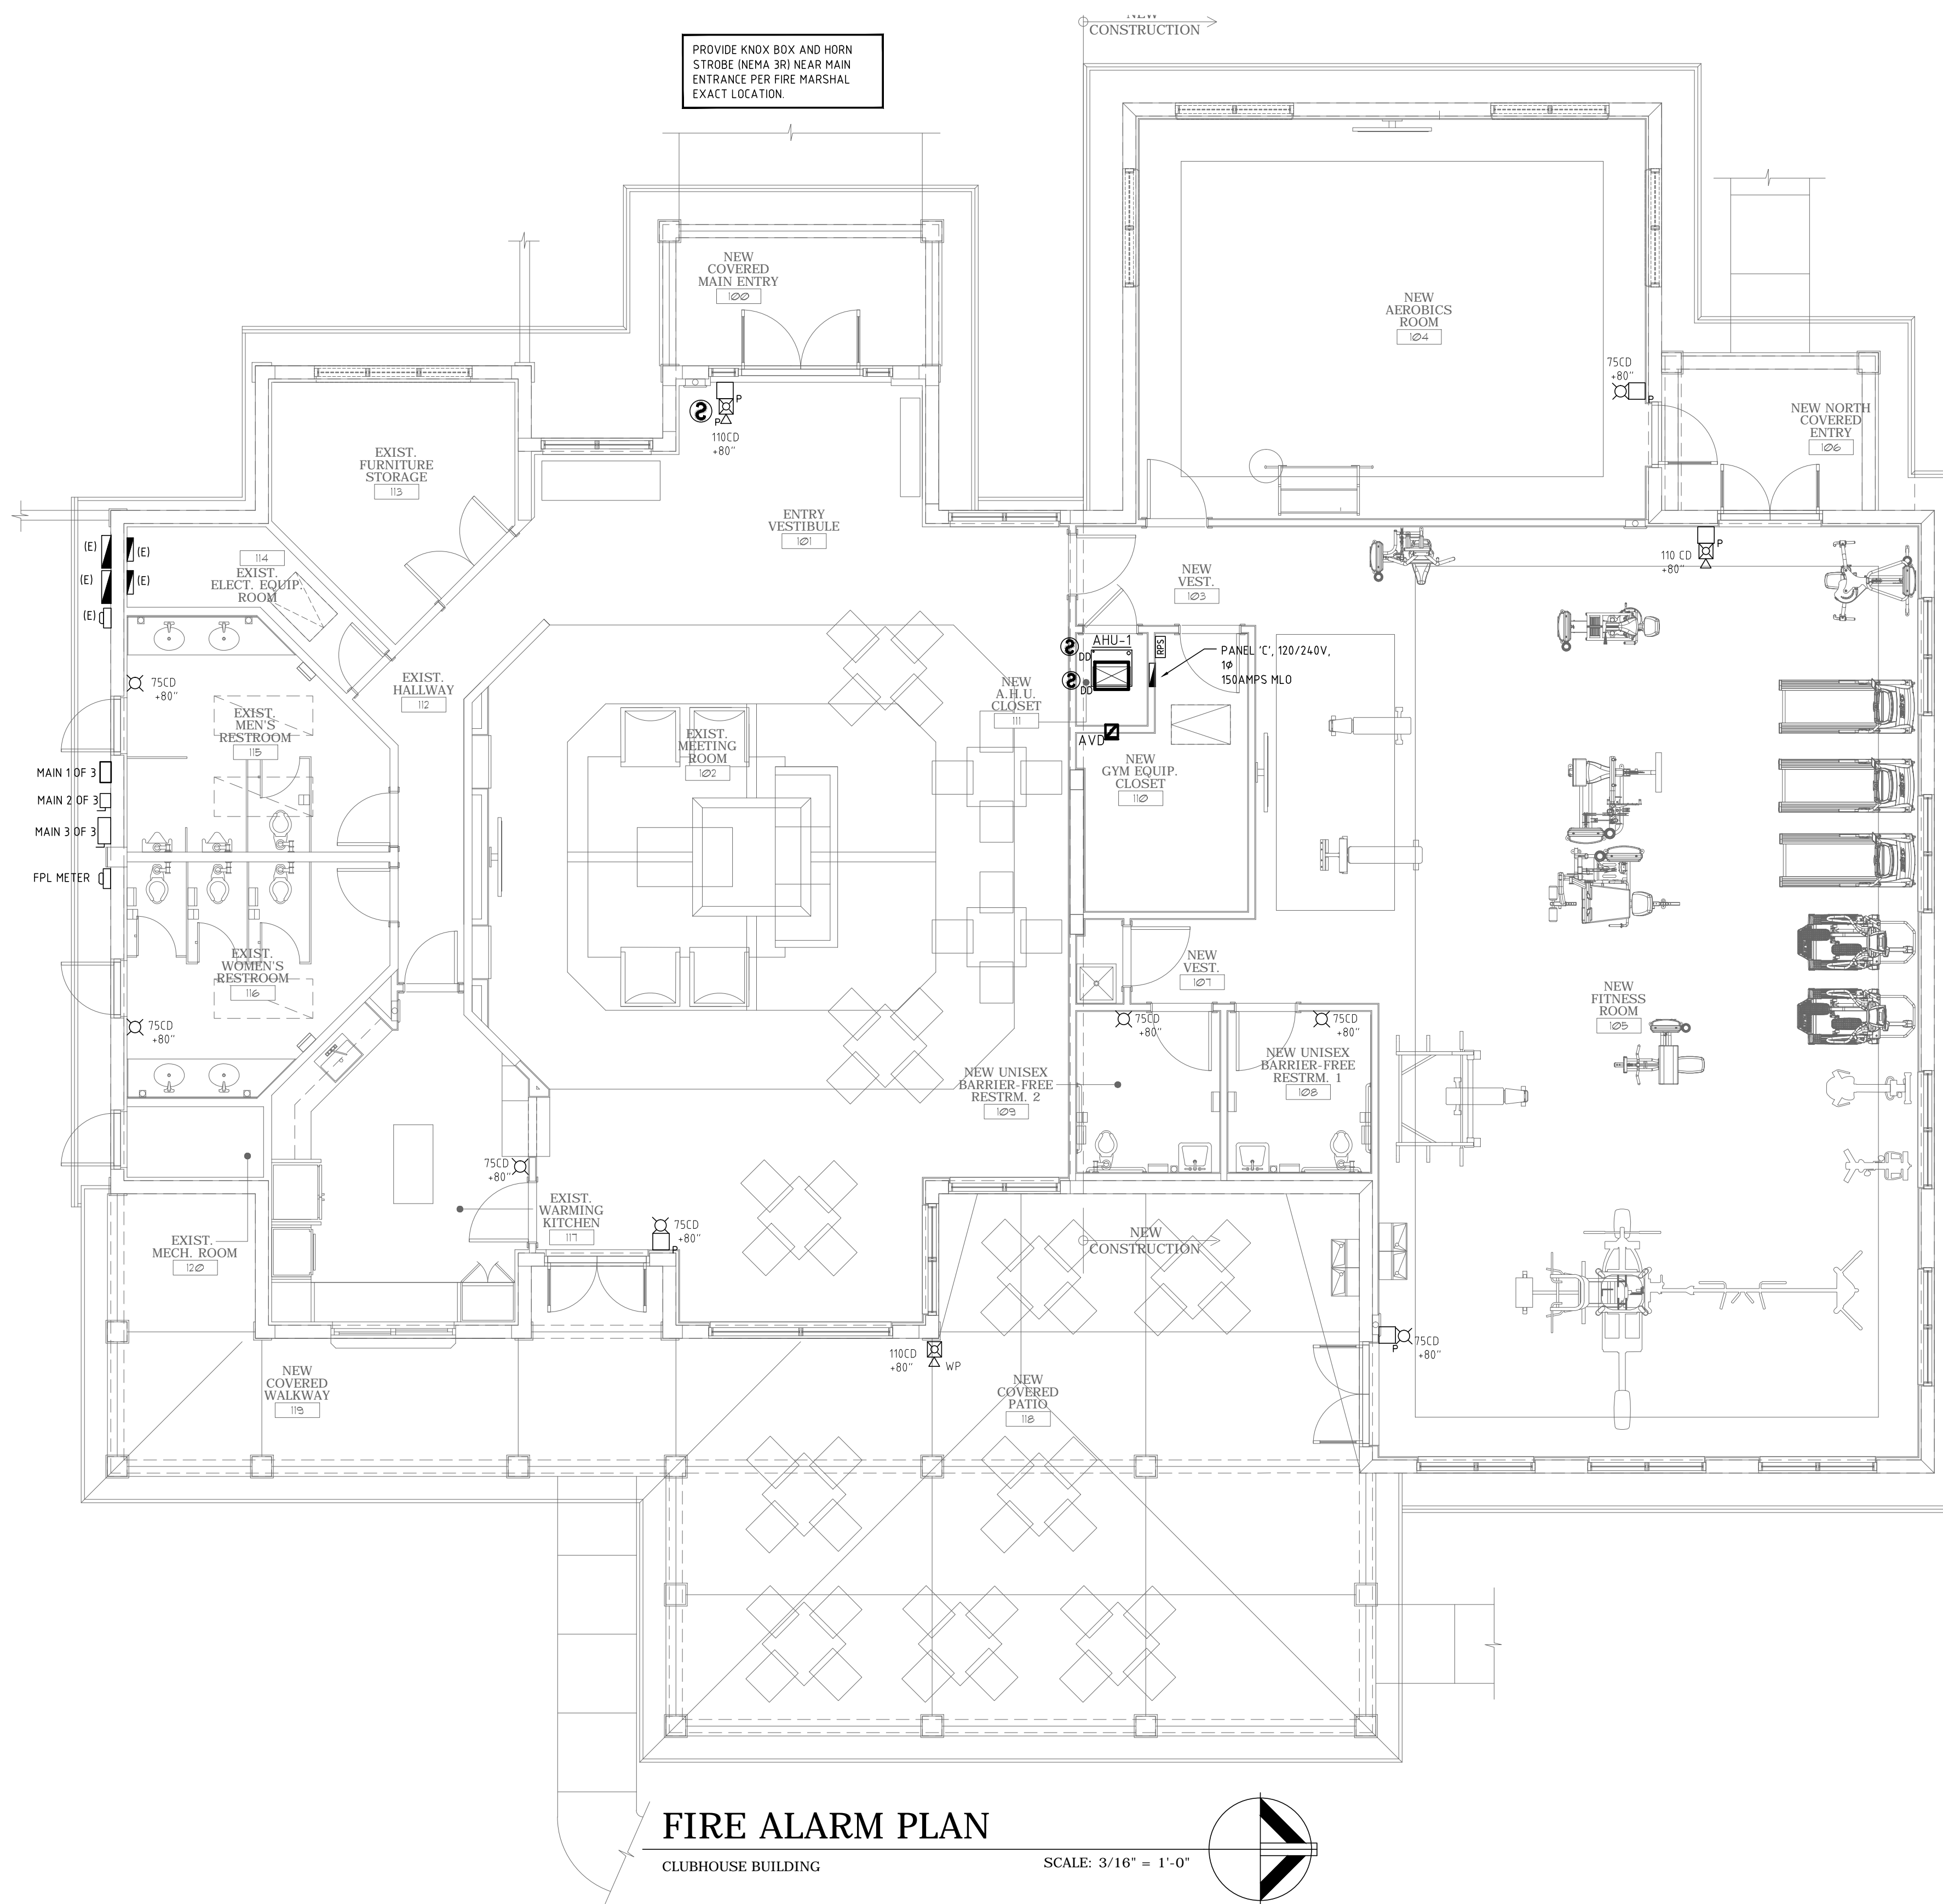 NEW
CONSTRUCTION
PROVIDE KNOX BOX AND HORN
STROBE (NEMA 3R) NEAR MAIN
ENTRANCE PER FIRE MARSHAL
EXACT LOCATION.
NEW
COVERED
MAIN ENTRY
100
NEW
AEROBICS
ROOM
104
75CD
+80"
P
NEW NORTH
COVERED
ENTRY
106
S
P
P
110CD
+80"
EXIST.
FURNITURE
STORAGE
113
ENTRY
VESTIBULE
101
(E)
(E)
(E)
(E)
(E)
114
EXIST.
ELECT. EQUIP.
ROOM
NEW
VEST.
103
P
110 CD
+80"
S
DD
S
DD
AHU-1
RPS
PANEL 'C', 120/240V,
1Ø
150AMPS MLO
75CD
+80"
EXIST.
HALLWAY
112
NEW
A.H.U.
CLOSET
111
EXIST.
MEN'S
RESTROOM
115
EXIST.
MEETING
ROOM
102
AVD
NEW
GYM EQUIP.
CLOSET
110
MAIN 1 OF 3
MAIN 2 OF 3
MAIN 3 OF 3
FPL METER
EXIST.
WOMEN'S
RESTROOM
116
NEW
VEST.
107
NEW
FITNESS
ROOM
105
75CD
+80"
75CD
+80"
75CD
+80"
NEW UNISEX
BARRIER-FREE
RESTRM. 2
109
NEW UNISEX
BARRIER-FREE
RESTRM. 1
108
75CD
+80"
EXIST.
WARMING
KITCHEN
117
75CD
+80"
P
EXIST.
MECH. ROOM
120
NEW
CONSTRUCTION
110CD
+80"
WP
75CD
+80"
P
NEW
COVERED
WALKWAY
119
NEW
COVERED
PATIO
118
FIRE ALARM PLAN
CLUBHOUSE BUILDING
SCALE: 3/16" = 1'-0"